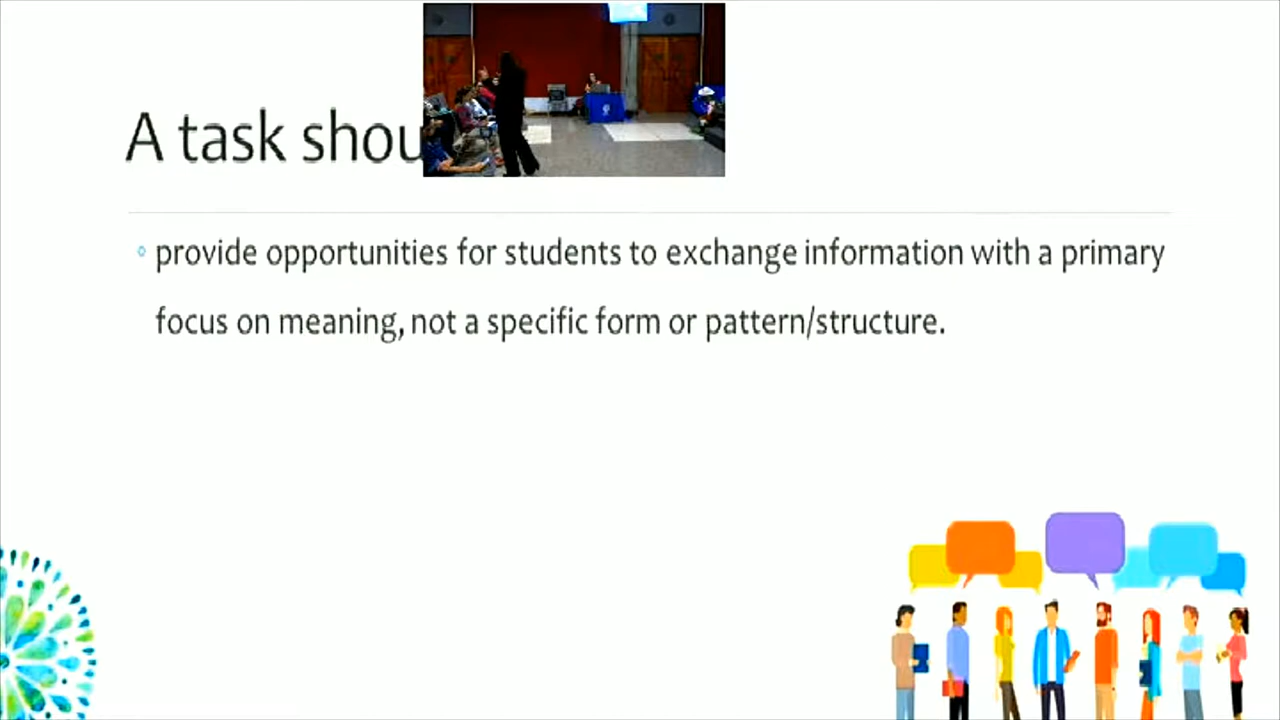 A task shou
provide opportunities for students to exchange information with a primary
focus on meaning, not a specific form or pattern/structure.